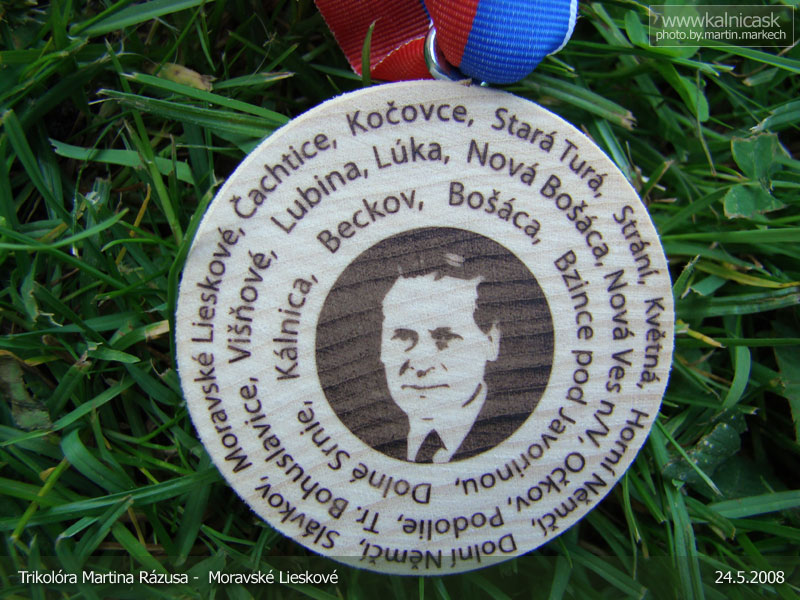 www.kalnica.sk
photo.by.martin.markech
Slávkov, Moravské Lieskové, Čachtice, Kočovce, Stará Turá, Strání, Květná, Horní Němčí, Dolní Němčí,
Tr. Bohuslavice, Višňové, Lubina, Lúka, Nová Bošáca, Nová Ves n/V, Očkov, Podolie,
Dolné Srnie, Kálnica, Beckov, Bošáca, Bzince pod Javorinou,
Trikolóra Martina Rázusa - Moravské Lieskové
24.5.2008